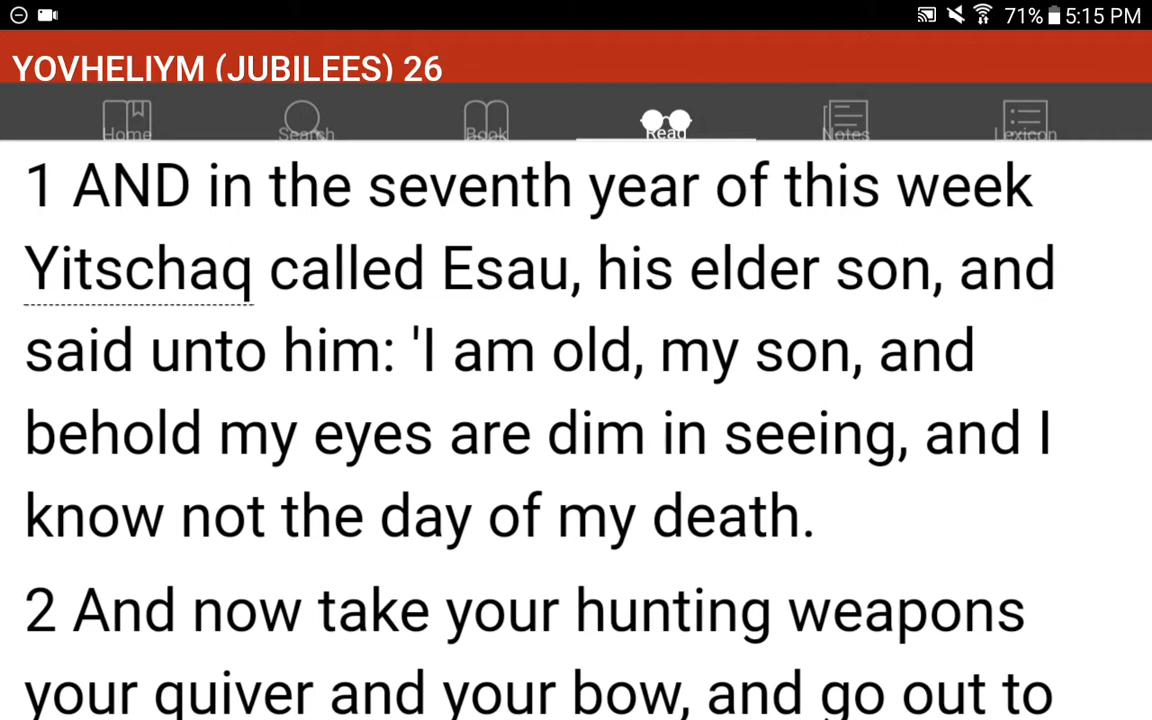 71% 5:15 PM
YOVHELIYM (JUBILEES) 26
Home Search Book Read Notes Lexicon
1 AND in the seventh year of this week
Yitschaq called Esau, his elder son, and
said unto him: 'I am old, my son, and
behold my eyes are dim in seeing, and I
know not the day of my death.
2 And now take your hunting weapons
your quiver and your bow, and go out to